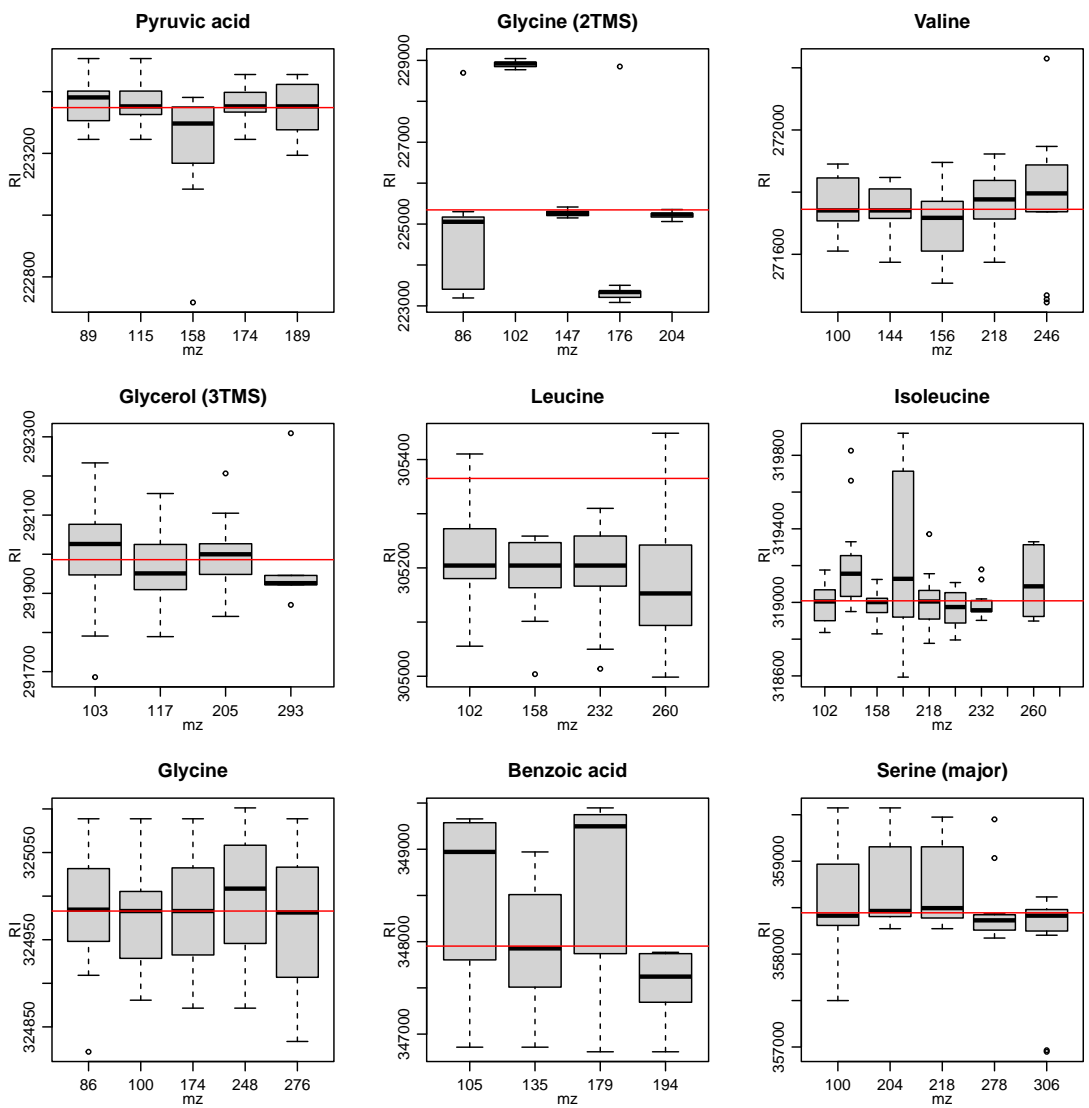 Pyruvic acid
RI
223200
222800
89 115 158 174 189
mz
Glycine (2TMS)
RI
229000
227000
225000
223000
86 102 147 176 204
mz
Valine
RI
272000
271600
100 144 156 218 246
mz
Glycerol (3TMS)
RI
292300
292100
291900
291700
103 117 205 293
mz
Leucine
RI
305400
305200
305000
102 158 232 260
mz
Isoleucine
RI
319800
319400
319000
318600
102 158 218 232 260
mz
Glycine
RI
325050
324950
324850
86 100 174 248 276
mz
Benzoic acid
RI
349000
348000
347000
105 135 179 194
mz
Serine (major)
RI
359000
358000
357000
100 204 218 278 306
mz